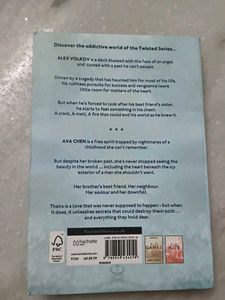 Discover the addictive world of the Twisted Series...
ALEX VOLKOV is a devil blessed with the face of an angel
and cursed with a past he can't escape.
Driven by a tragedy that has haunted him for most of his life,
his ruthless pursuits for success and vengeance leave
little room for matters of the heart.
But when he's forced to look after his best friend's sister,
he starts to feel something in his chest:
A crack. A melt. A fire that could end his world as he knew it.
***
AVA CHEN is a free spirit trapped by nightmares of a
childhood she can't remember.
But despite her broken past, she's never stopped seeing the beauty
in the world ... including the heart beneath the icy
exterior of a man she shouldn't want.
Her brother's best friend. Her neighbour.
Her saviour and her downfall.
Theirs is a love that was never supposed to happen – but when
it does, it unleashes secrets that could destroy them both ...
and everything they hold dear.
FSC
hachette
GAMES
HATE